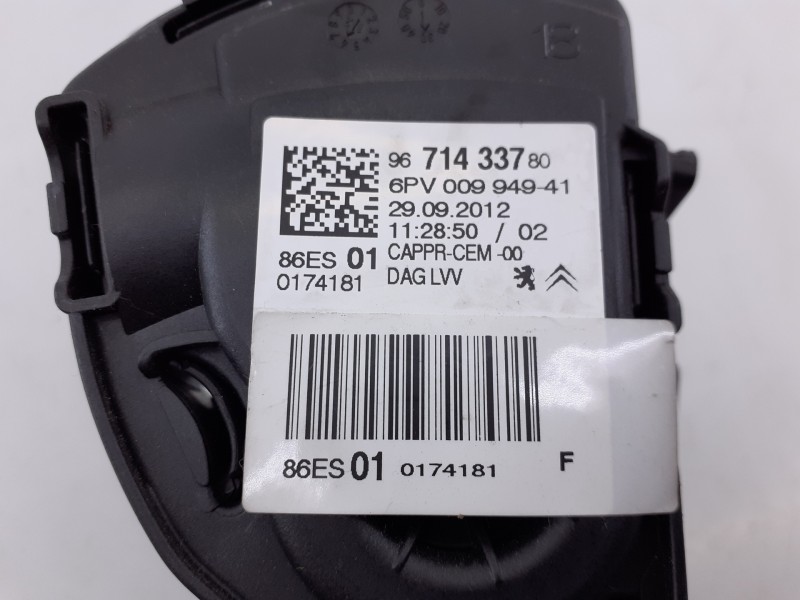 96 714 337 80
6PV 009 949-41
29.09.2012
11:28:50 / 02
86ES 01 CAPPR-CEM -00
0174181 DAG LVV
86ES 01 0174181 F